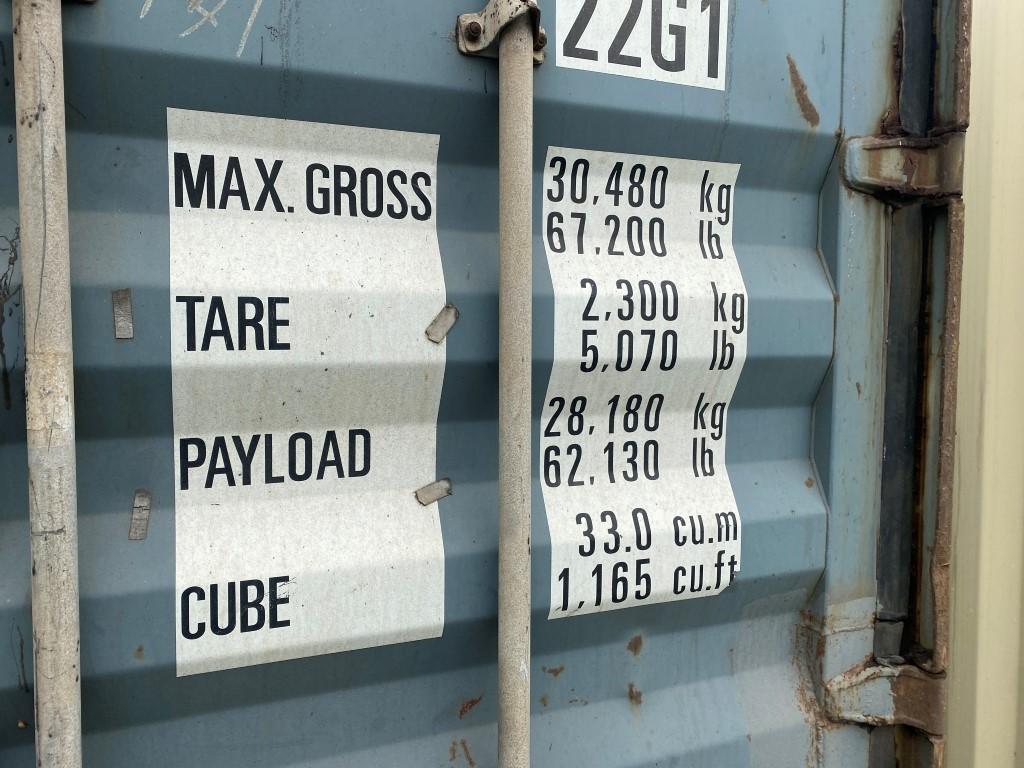 22G1
MAX. GROSS 30,480 kg
67,200 lb
TARE 2,300 kg
5,070 lb
PAYLOAD 28,180 kg
62,130 lb
CUBE 33.0 cu.m
1,165 cu.ft